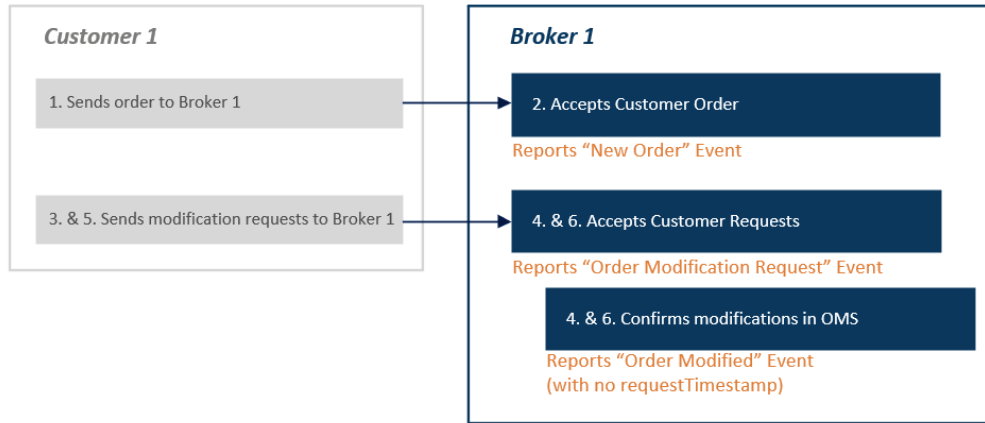 Customer 1
1. Sends order to Broker 1
3. & 5. Sends modification requests to Broker 1
Broker 1
2. Accepts Customer Order
Reports “New Order” Event
4. & 6. Accepts Customer Requests
Reports “Order Modification Request” Event
4. & 6. Confirms modifications in OMS
Reports “Order Modified” Event
(with no requestTimestamp)